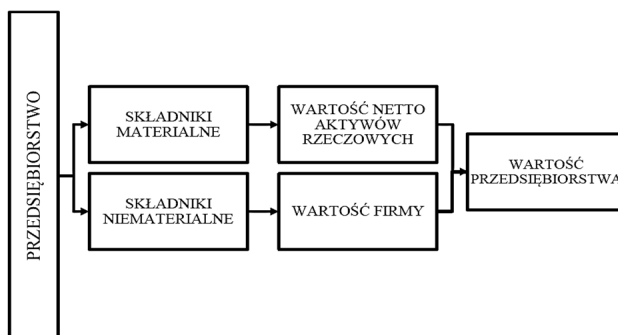 PRZEDSIĘBIORSTWO
SKŁADNIKI
MATERIALNE
WARTOŚĆ NETTO
AKTYWÓW
RZECZOWYCH
SKŁADNIKI
NIEMATERIALNE
WARTOŚĆ FIRMY
WARTOŚĆ
PRZEDSIĘBIORSTWA